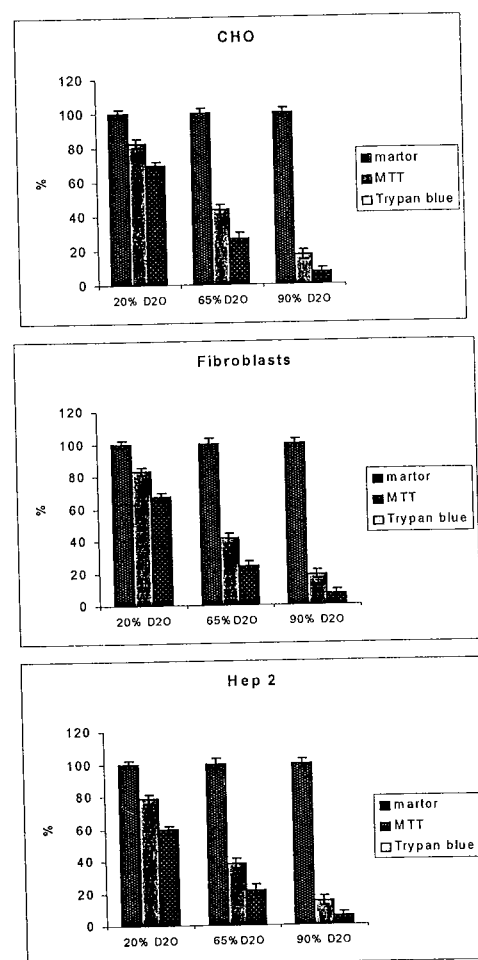 CHO
120
100
80
60
40
20
0
%
20% D2O
65% D2O
90% D2O
martor
MTT
Trypan blue
Fibroblasts
120
100
80
60
40
20
0
%
20% D2O
65% D2O
90% D2O
martor
MTT
Trypan blue
Hep 2
120
100
80
60
40
20
0
%
20% D2O
65% D2O
90% D2O
martor
MTT
Trypan blue